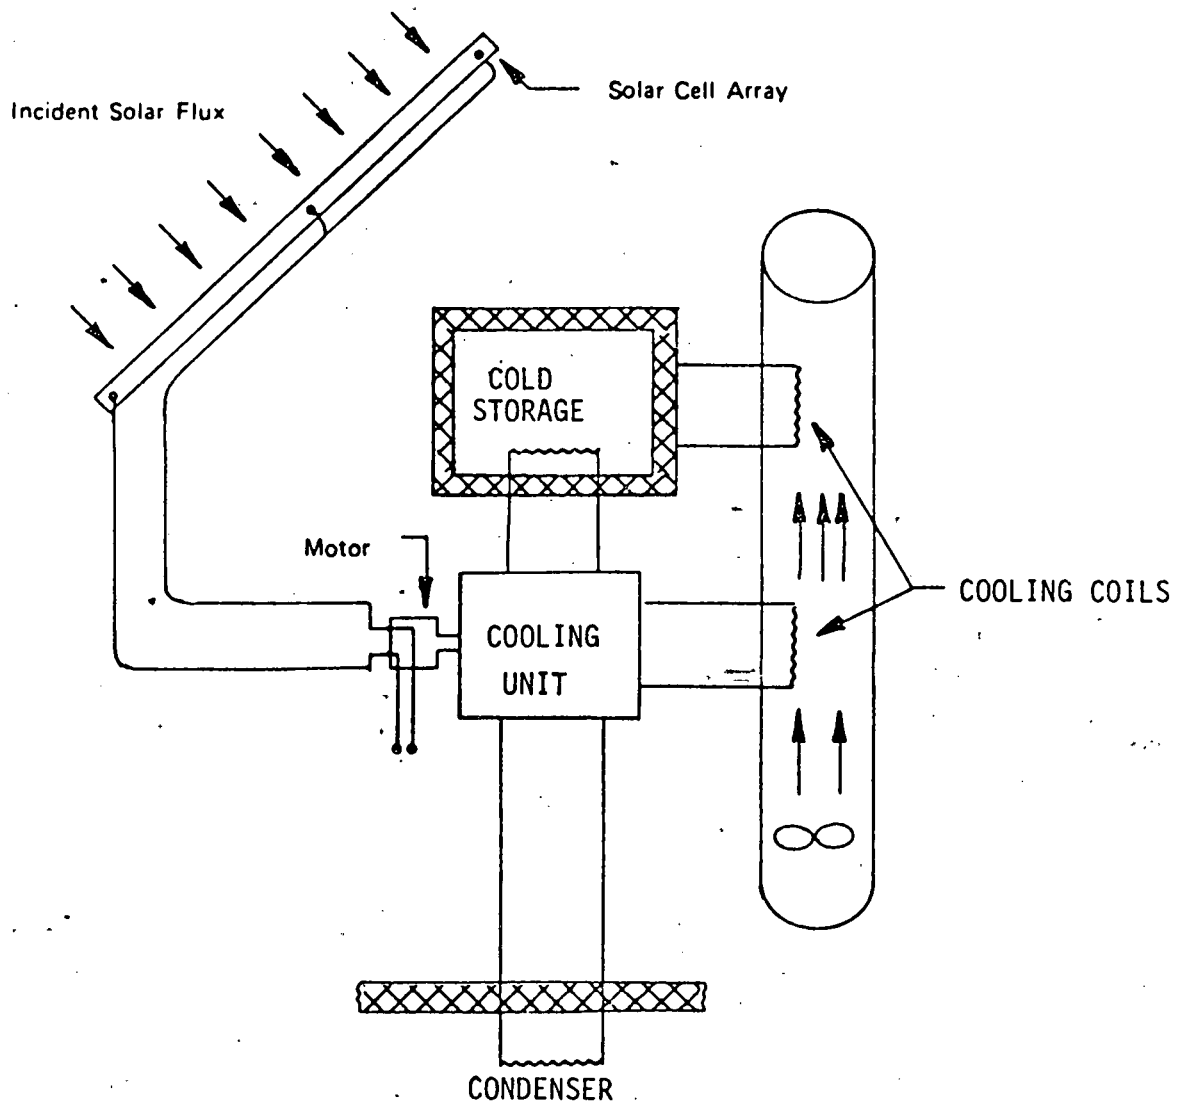 Incident Solar Flux
Solar Cell Array
COLD
STORAGE
Motor
COOLING
UNIT
COOLING COILS
CONDENSER